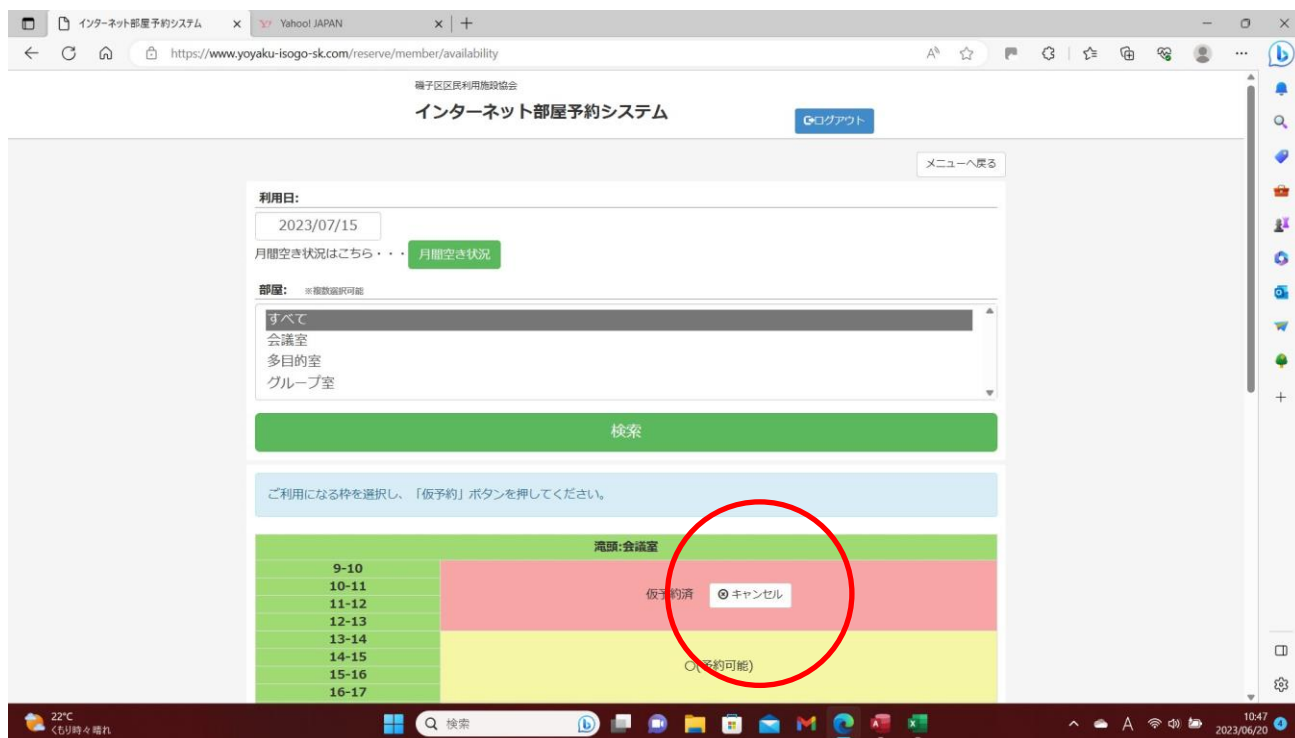 インターネット部屋予約システム
Yahoo! JAPAN
https://www.yoyaku-isogo-sk.com/reserve/member/availability
磯子区区民利用施設協会
インターネット部屋予約システム
ログアウト
メニューへ戻る
利用日:
2023/07/15
月間空き状況はこちら・・・ 月間空き状況
部屋: ※複数選択可能
すべて
会議室
多目的室
グループ室
検索
ご利用になる枠を選択し、「仮予約」ボタンを押してください。
滝頭:会議室
9-10
10-11
11-12
12-13
仮予約済 キャンセル
13-14
14-15
15-16
16-17
○(予約可能)
22°C
くもり時々晴れ
検索
A
10:47
2023/06/20
4